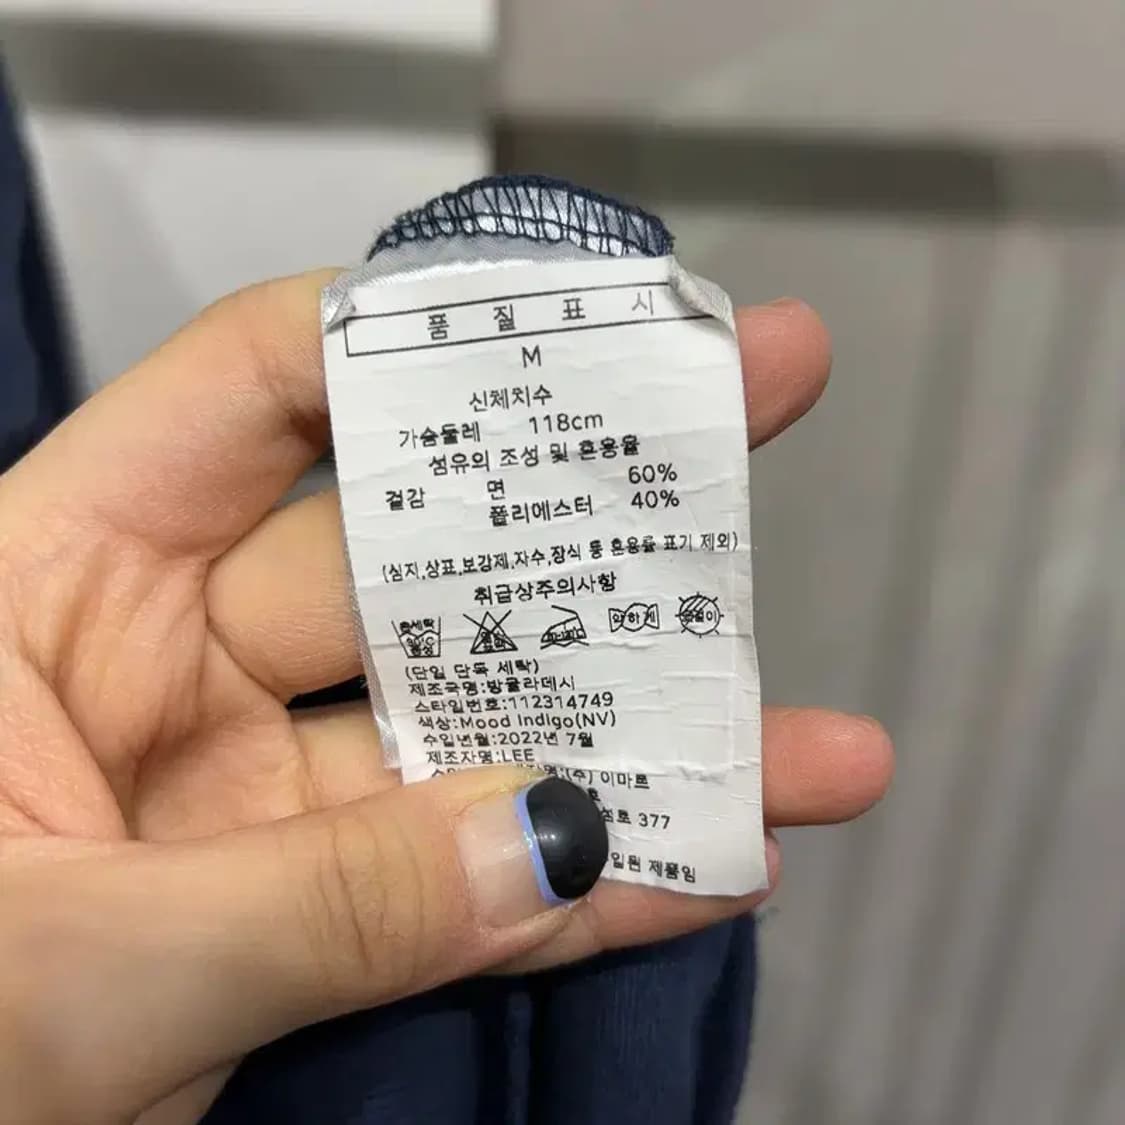 품 질 표 시
M
신체치수
가슴둘레 118cm
섬유의 조성 및 혼용율
겉감 면 60%
폴리에스터 40%
(심지,상표,보강제,자수,장식 등 혼용률 표기 제외)
취급상주의사항
약하게
(단일 단독 세탁)
제조국명:방글라데시
스타일번호:112314749
색상:Mood Indigo(NV)
수입년월:2022년 7월
제조자명:LEE
명:(주) 이마트
로 377
제품임